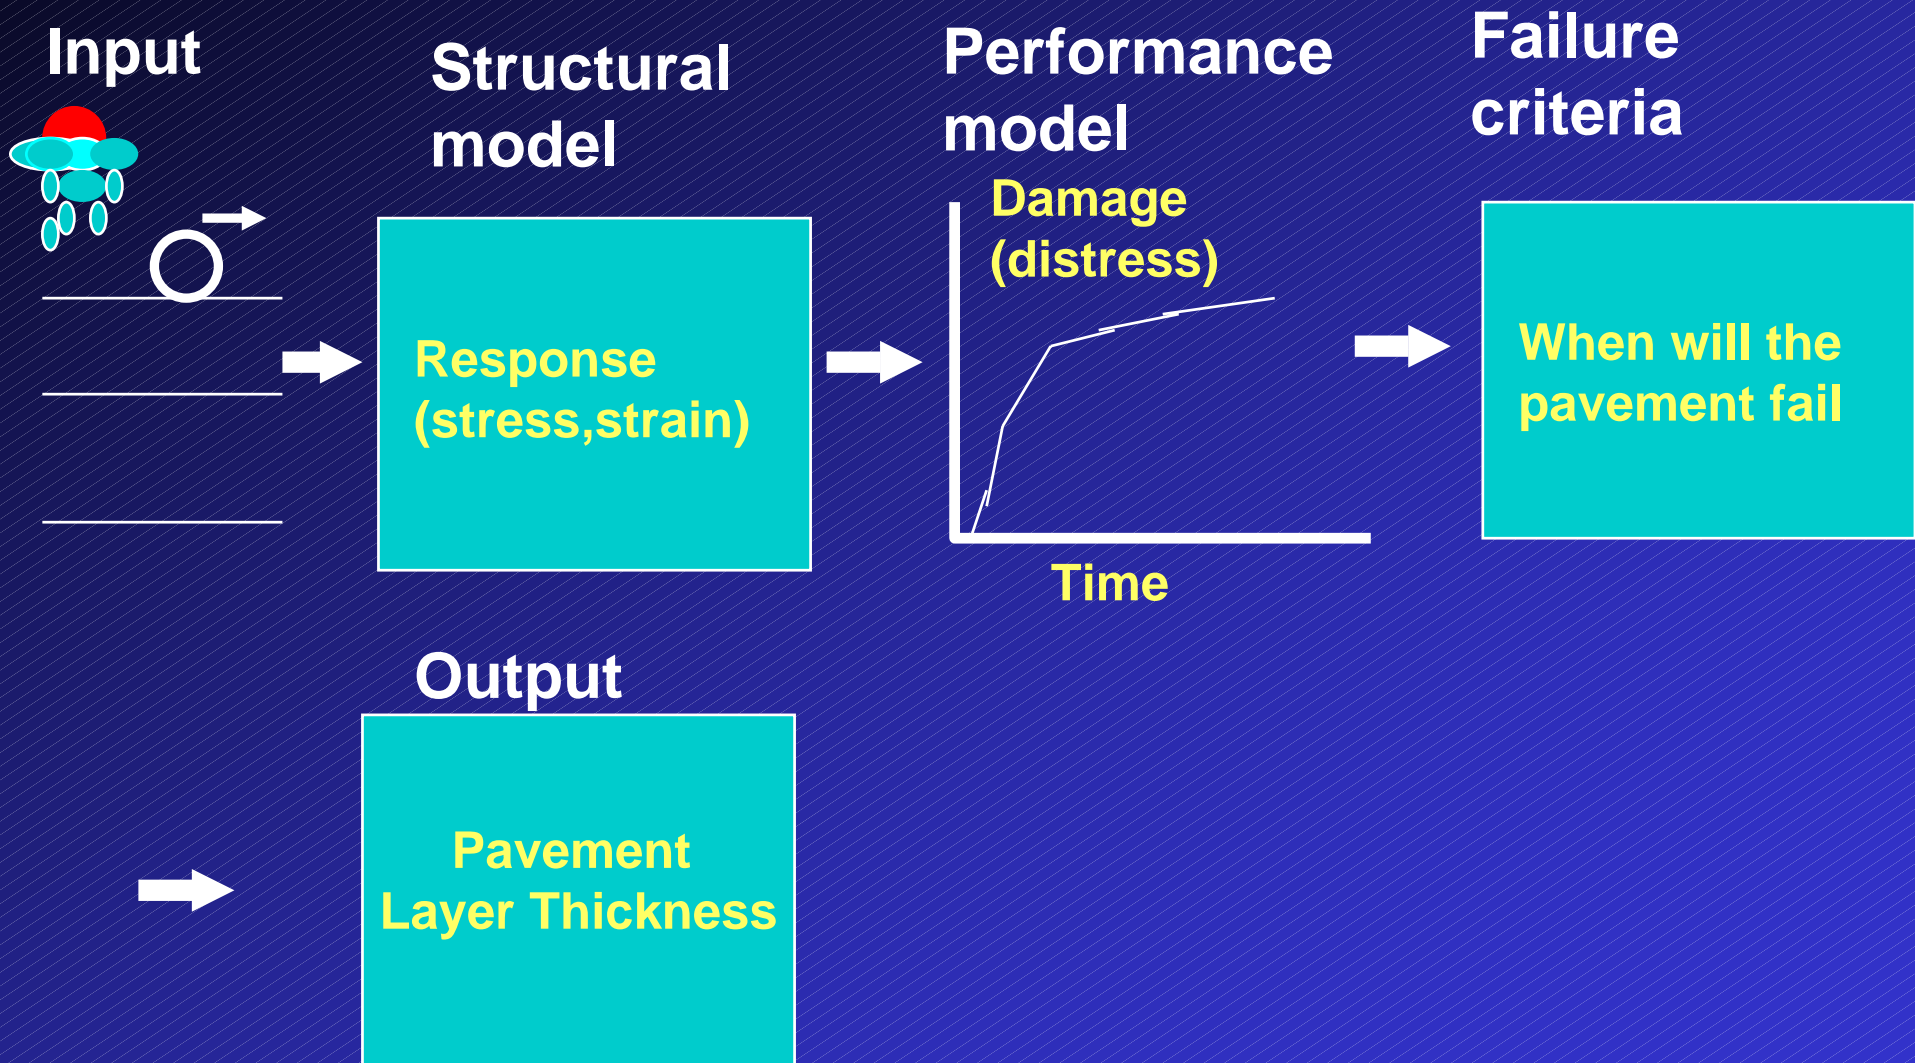 Input
Structural
model
Response
(stress,strain)
Performance
model
Damage
(distress)
Time
Failure
criteria
When will the
pavement fail
Output
Pavement
Layer Thickness